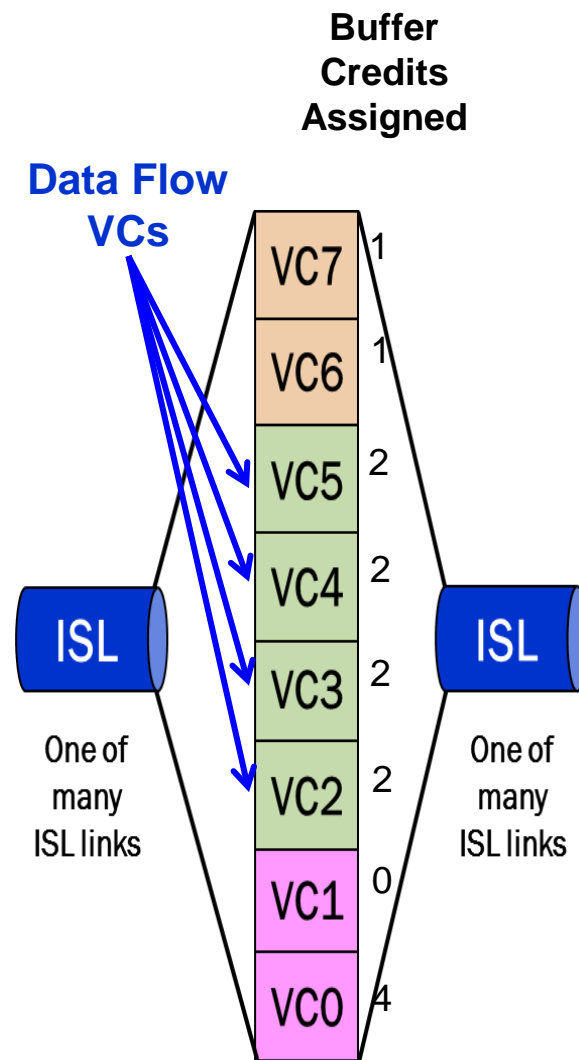 Buffer
Credits
Assigned
Data Flow
VCs
VC7 1
VC6 1
VC5 2
VC4 2
VC3 2
VC2 2
VC1 0
VC0 4
ISL
One of
many
ISL links
ISL
One of
many
ISL links